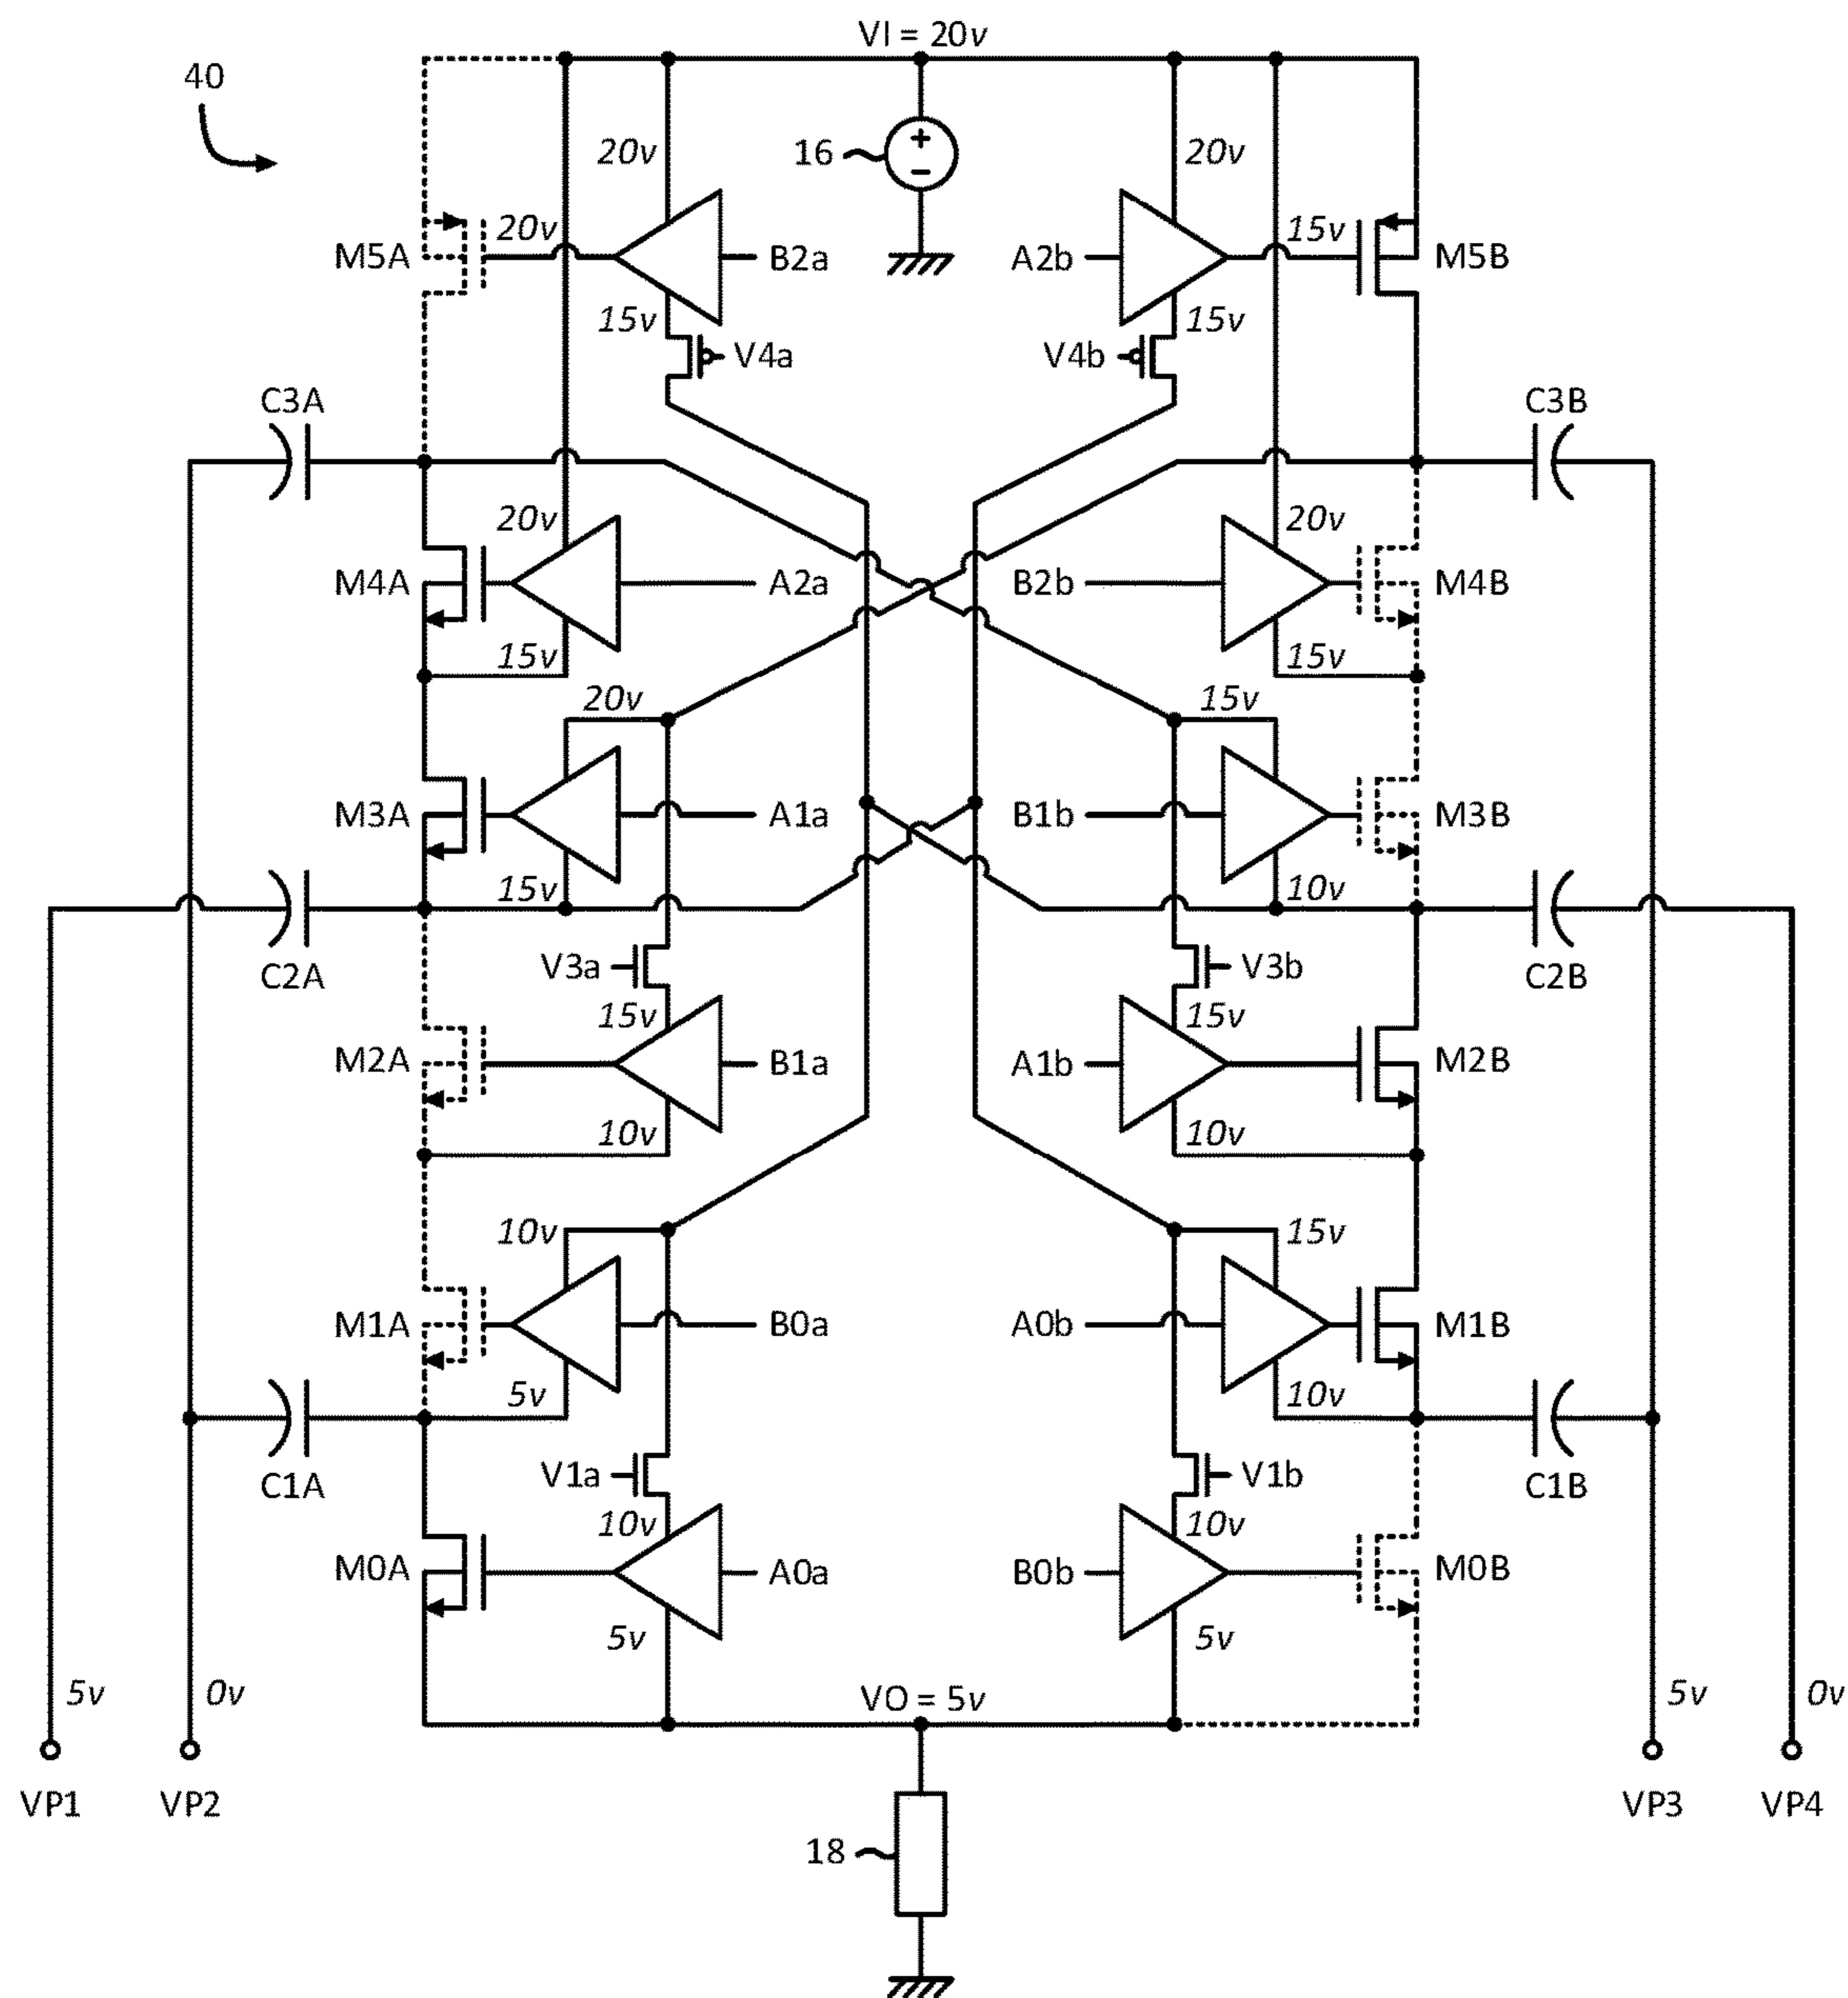 VI = 20v
40
20v
16
20v
M5A
20v
B2a
A2b
15v
M5B
15v
15v
V4a
V4b
C3A
C3B
20v
20v
M4A
A2a
B2b
M4B
15v
15v
20v
15v
M3A
A1a
B1b
M3B
15v
10v
C2A
V3a
V3b
C2B
15v
15v
M2A
B1a
A1b
M2B
10v
10v
10v
15v
M1A
B0a
A0b
M1B
5v
10v
C1A
V1a
V1b
C1B
10v
10v
M0A
A0a
B0b
M0B
5v
5v
5v
0v
VO = 5v
5v
0v
VP1
VP2
VP3
VP4
18